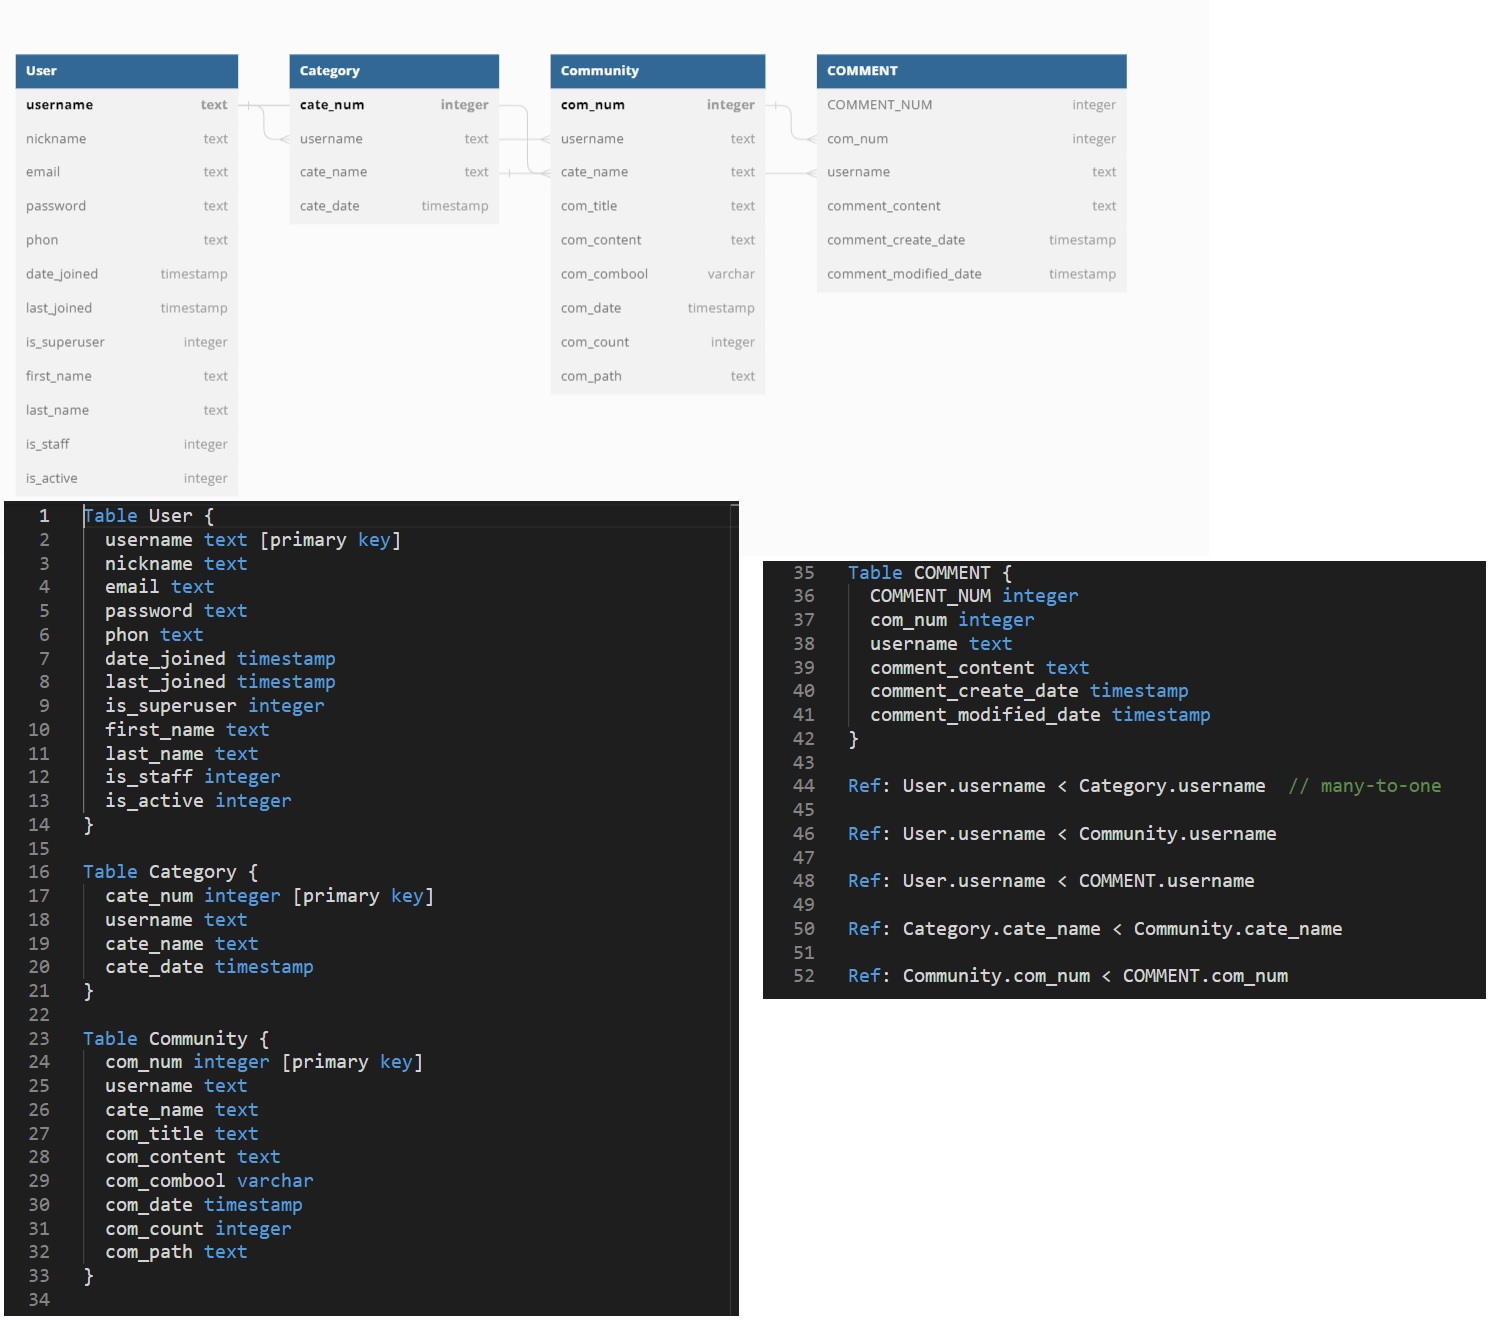 User
username text
nickname text
email text
password text
phon text
date_joined timestamp
last_joined timestamp
is_superuser integer
first_name text
last_name text
is_staff integer
is_active integer
Category
cate_num integer
username text
cate_name text
cate_date timestamp
Community
com_num integer
username text
cate_name text
com_title text
com_content text
com_combool varchar
com_date timestamp
com_count integer
com_path text
COMMENT
COMMENT_NUM integer
com_num integer
username text
comment_content text
comment_create_date timestamp
comment_modified_date timestamp
1 Table User {
2 username text [primary key]
3 nickname text
4 email text
5 password text
6 phon text
7 date_joined timestamp
8 last_joined timestamp
9 is_superuser integer
10 first_name text
11 last_name text
12 is_staff integer
13 is_active integer
14 }
15
16 Table Category {
17 cate_num integer [primary key]
18 username text
19 cate_name text
20 cate_date timestamp
21 }
22
23 Table Community {
24 com_num integer [primary key]
25 username text
26 cate_name text
27 com_title text
28 com_content text
29 com_combool varchar
30 com_date timestamp
31 com_count integer
32 com_path text
33 }
34
35 Table COMMENT {
36 COMMENT_NUM integer
37 com_num integer
38 username text
39 comment_content text
40 comment_create_date timestamp
41 comment_modified_date timestamp
42 }
43
44 Ref: User.username < Category.username // many-to-one
45
46 Ref: User.username < Community.username
47
48 Ref: User.username < COMMENT.username
49
50 Ref: Category.cate_name < Community.cate_name
51
52 Ref: Community.com_num < COMMENT.com_num